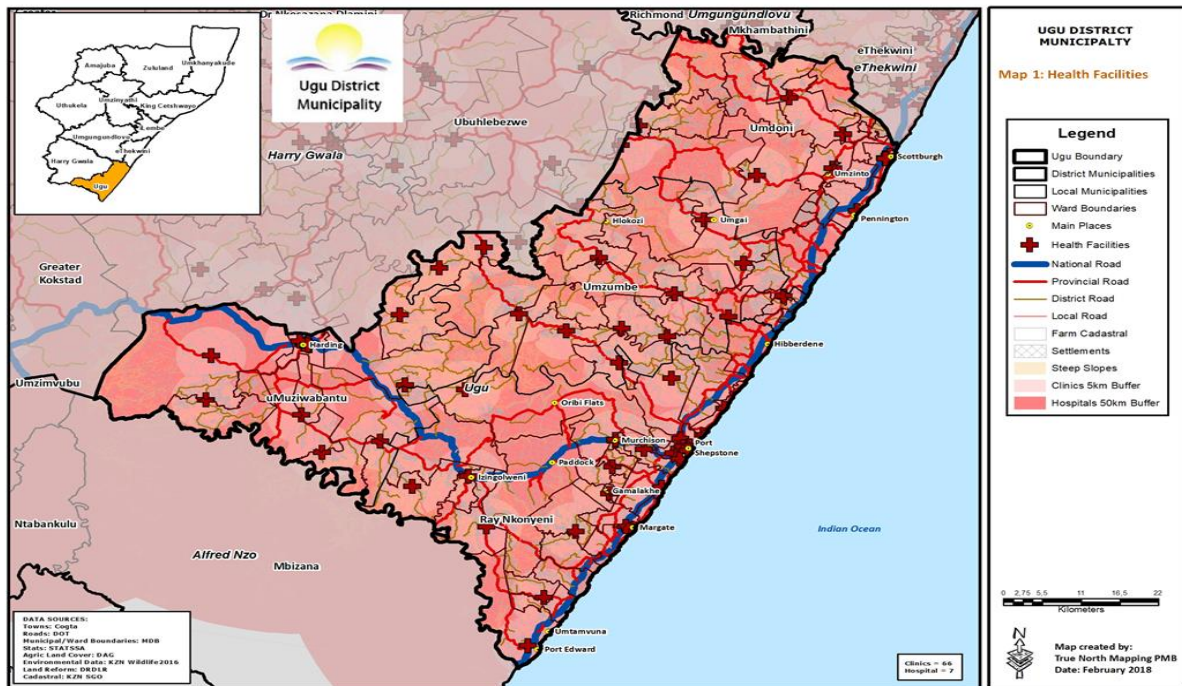 Dr Nkosazana Dlamini
Richmond
Umgungundlovu
Mkhambathini
eThekwini
eThekwini
Amajuba
Zululand
Umkhanyakude
Uthukela
Umzinyathi
King Cetshwayo
Umgungundlovu
iLembe
eThekwini
Harry Gwala
Ugu
Ugu District
Municipality
Ubuhlebezwe
Harry Gwala
Umdoni
Scottburgh
Umzinto
Pennington
Hlokozi
Umgai
Greater
Kokstad
Umzumbe
Harding
Hibberdene
Umzimvubu
uMuziwabantu
Ugu
Oribi Flats
Murchison
Port
Shepstone
Paddock
Izingolweni
Gamalakhe
Ray Nkonyeni
Margate
Indian Ocean
Ntabankulu
Alfred Nzo
Mbizana
Umtamvuna
Port Edward
DATA SOURCES:
Towns: Cogta
Roads: DOT
Municipal/Ward Boundaries: MDB
Stats: STATSSA
Agric Land Cover: DAG
Environmental Data: KZN Wildlife2016
Land Reform: DRDLR
Cadastral: KZN SGO
Clinics = 66
Hospital = 7
UGU DISTRICT
MUNICIPALTY
Map 1: Health Facilities
Legend
Ugu Boundary
District Municipalities
Local Municipalities
Ward Boundaries
Main Places
Health Facilities
National Road
Provincial Road
District Road
Local Road
Farm Cadastral
Settlements
Steep Slopes
Clinics 5km Buffer
Hospitals 50km Buffer
0 2,75 5,5 11 16,5 22
Kilometers
N
Map created by:
True North Mapping PMB
Date: February 2018